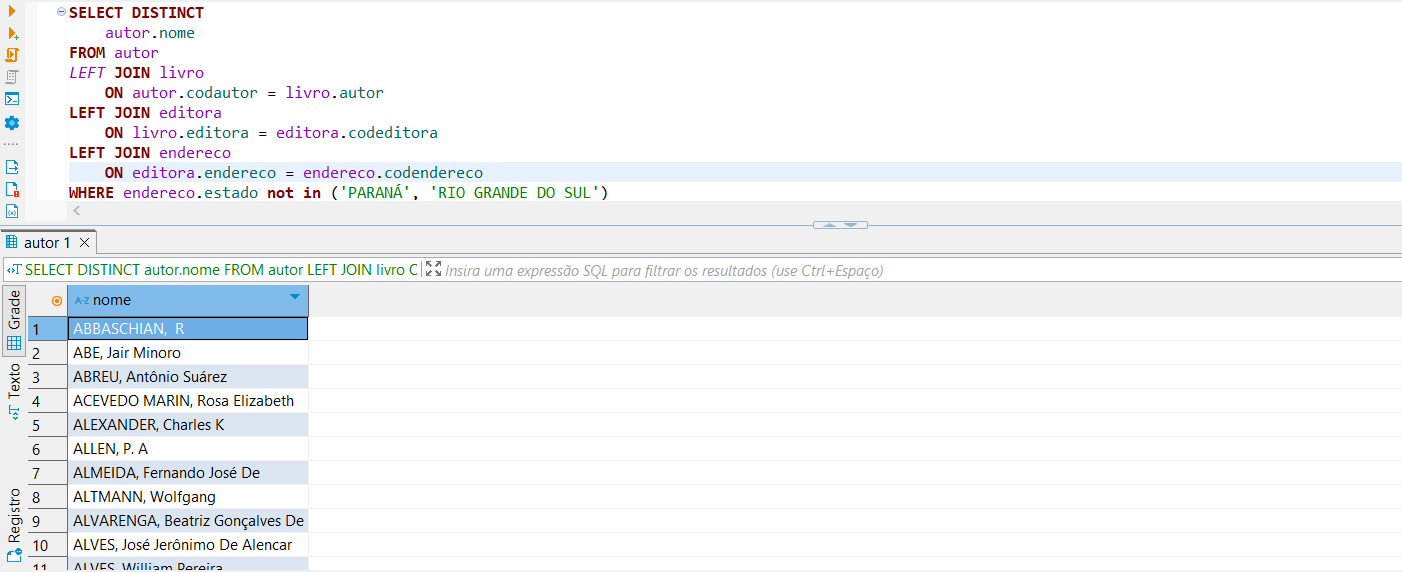 SELECT DISTINCT
autor.nome
FROM autor
LEFT JOIN livro
ON autor.codautor = livro.autor
LEFT JOIN editora
ON livro.editora = editora.codeditora
LEFT JOIN endereco
ON editora.endereco = endereco.codendereco
WHERE endereco.estado not in ('PARANÁ', 'RIO GRANDE DO SUL')
autor 1
SELECT DISTINCT autor.nome FROM autor LEFT JOIN livro O
Insira uma expressão SQL para filtrar os resultados (use Ctrl+Espaço)
Grade
Texto
Registro
A-Z nome
1 ABBASCHIAN,  R
2 ABE, Jair Minoro
3 ABREU, Antônio Suárez
4 ACEVEDO MARIN, Rosa Elizabeth
5 ALEXANDER, Charles K
6 ALLEN, P. A
7 ALMEIDA, Fernando José De
8 ALTMANN, Wolfgang
9 ALVARENGA, Beatriz Gonçalves De
10 ALVES, José Jerônimo De Alencar
11 ALVES, William Pereira